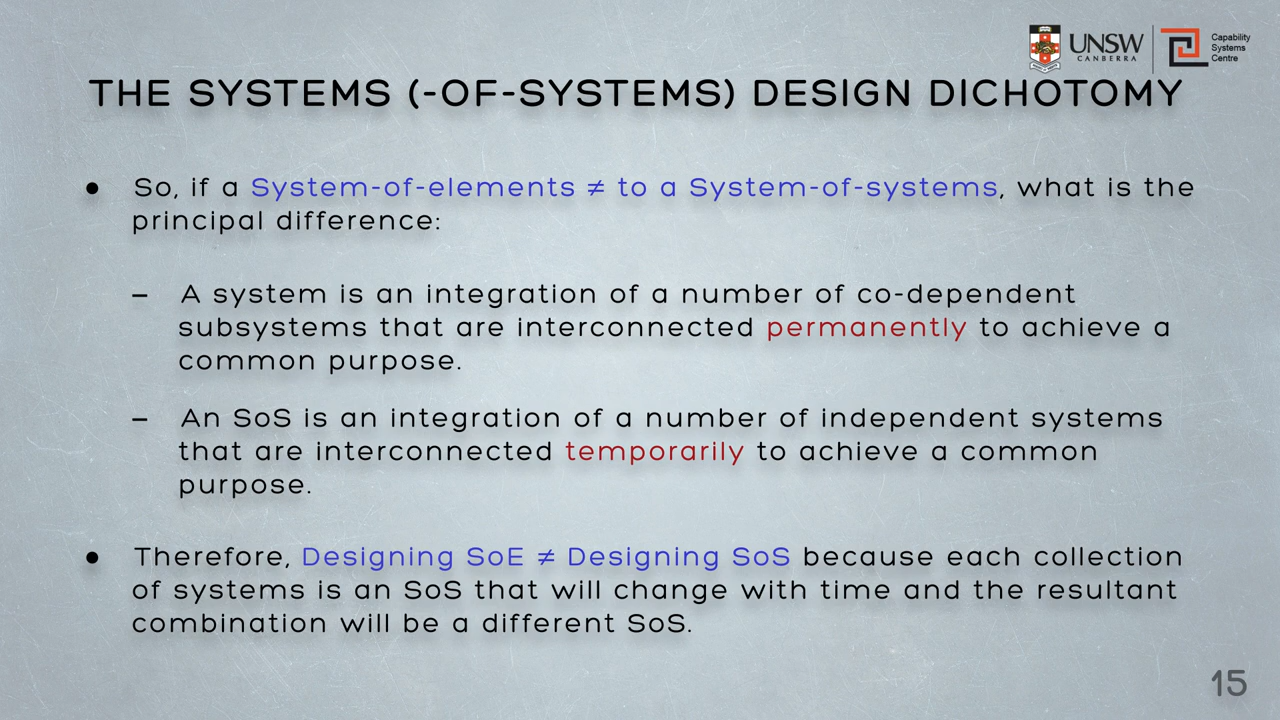 UNSW
CANBERRA
Capability
Systems
Centre
THE SYSTEMS (-OF-SYSTEMS) DESIGN DICHOTOMY
● So, if a System-of-elements ≠ to a System-of-systems, what is the
principal difference:
– A system is an integration of a number of co-dependent
subsystems that are interconnected permanently to achieve a
common purpose.
– An SoS is an integration of a number of independent systems
that are interconnected temporarily to achieve a common
purpose.
● Therefore, Designing SoE ≠ Designing SoS because each collection
of systems is an SoS that will change with time and the resultant
combination will be a different SoS.
15